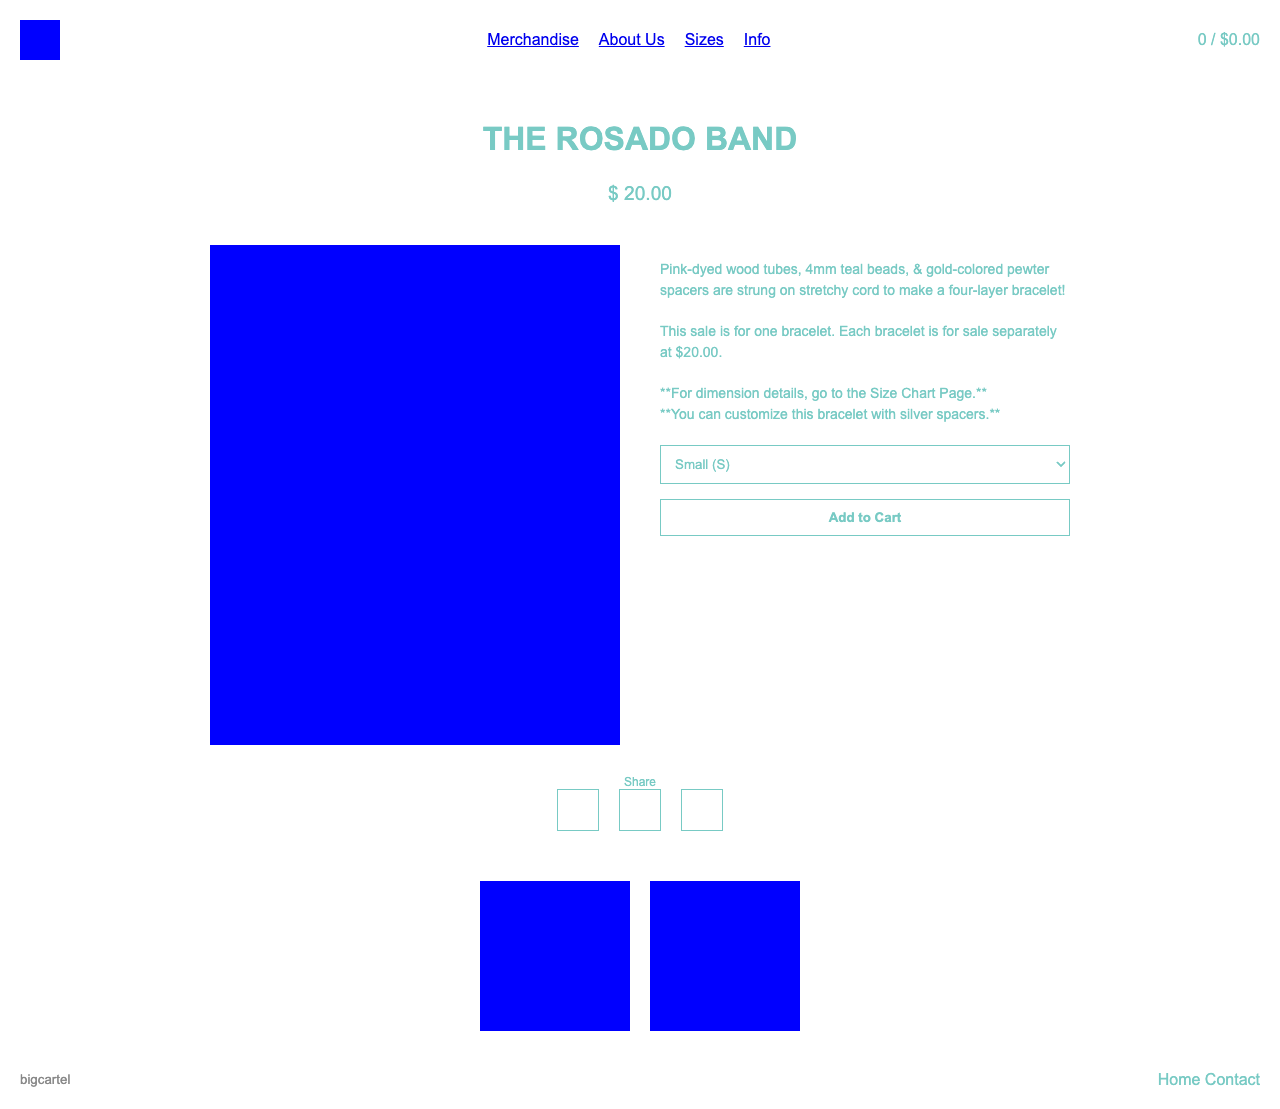 Merchandise About Us Sizes Info 0 / $0.00
THE ROSADO BAND
$ 20.00
Pink-dyed wood tubes, 4mm teal beads, & gold-colored pewter
spacers are strung on stretchy cord to make a four-layer bracelet!
This sale is for one bracelet. Each bracelet is for sale separately
at $20.00.
**For dimension details, go to the Size Chart Page.**
**You can customize this bracelet with silver spacers.**
Small (S)
Add to Cart
Share
bigcartel Home Contact